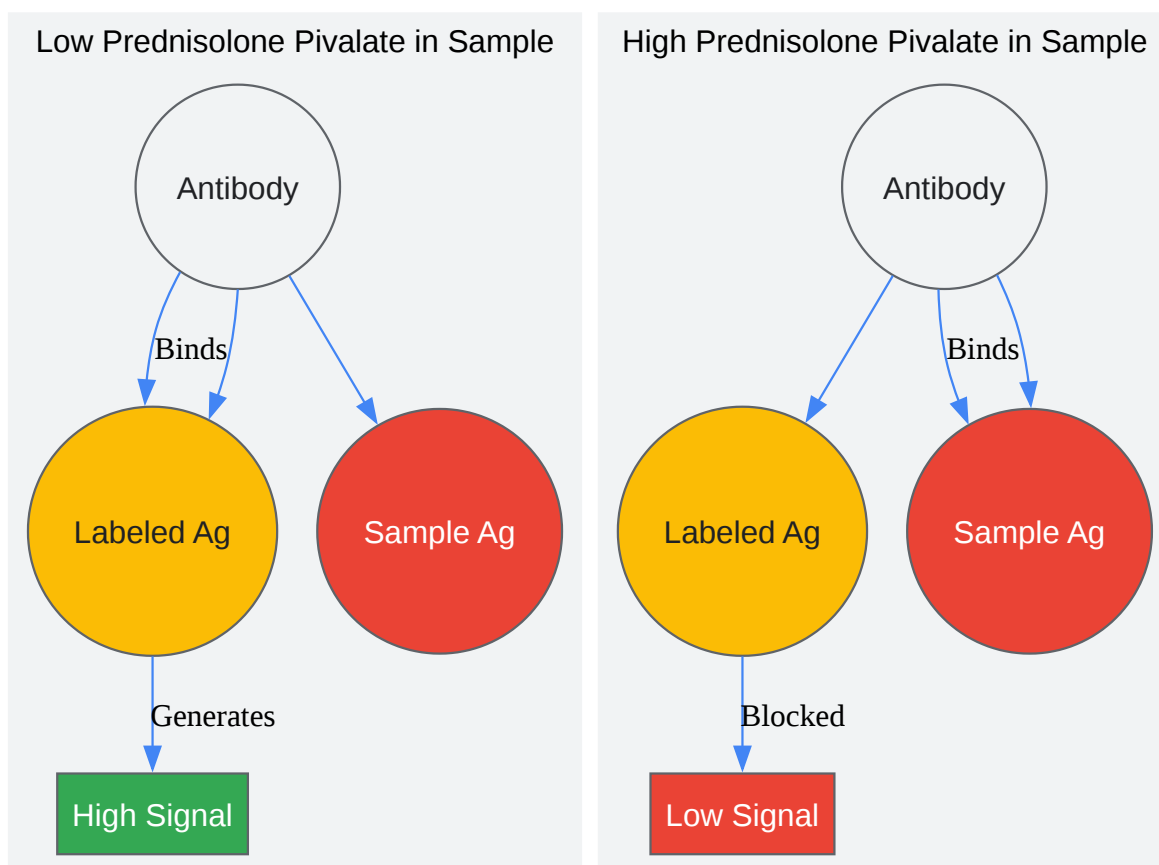 Low Prednisolone Pivalate in Sample
Antibody
Binds
Labeled Ag
Sample Ag
Generates
High Signal
High Prednisolone Pivalate in Sample
Antibody
Binds
Labeled Ag
Sample Ag
Blocked
Low Signal